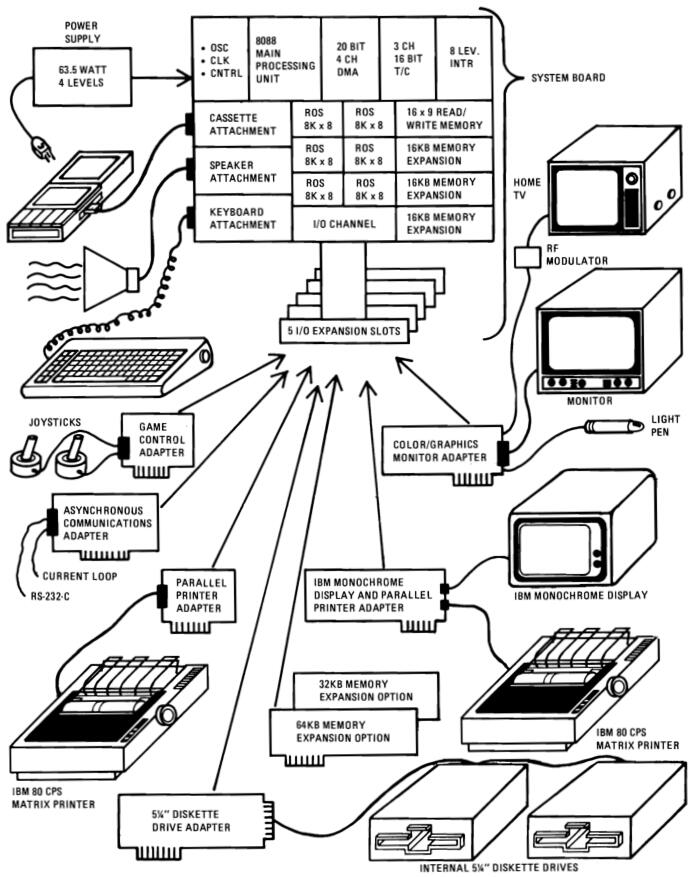 POWER
SUPPLY
63.5 WATT
4 LEVELS
• OSC
• CLK
• CNTRL
8088
MAIN
PROCESSING
UNIT
20 BIT
4 CH
DMA
3 CH
16 BIT
T/C
8 LEV.
INTR
SYSTEM BOARD
CASSETTE
ATTACHMENT
ROS
8K x 8
ROS
8K x 8
16 x 9 READ/
WRITE MEMORY
SPEAKER
ATTACHMENT
ROS
8K x 8
ROS
8K x 8
16KB MEMORY
EXPANSION
ROS
8K x 8
ROS
8K x 8
16KB MEMORY
EXPANSION
KEYBOARD
ATTACHMENT
I/O CHANNEL
16KB MEMORY
EXPANSION
HOME
TV
RF
MODULATOR
5 I/O EXPANSION SLOTS
MONITOR
JOYSTICKS
GAME
CONTROL
ADAPTER
COLOR/GRAPHICS
MONITOR ADAPTER
LIGHT
PEN
ASYNCHRONOUS
COMMUNICATIONS
ADAPTER
CURRENT LOOP
RS-232-C
PARALLEL
PRINTER
ADAPTER
IBM MONOCHROME
DISPLAY AND PARALLEL
PRINTER ADAPTER
IBM MONOCHROME DISPLAY
32KB MEMORY
EXPANSION OPTION
64KB MEMORY
EXPANSION OPTION
IBM 80 CPS
MATRIX PRINTER
IBM 80 CPS
MATRIX PRINTER
5¼" DISKETTE
DRIVE ADAPTER
INTERNAL 5¼" DISKETTE DRIVES